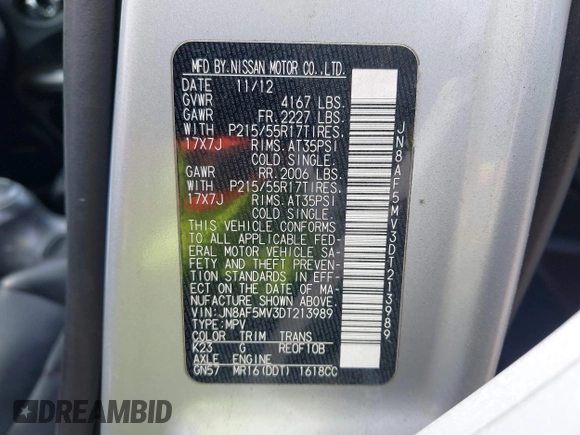 MFD BY.NISSAN MOTOR CO.,LTD.
DATE 11/12
GVWR 4167 LBS.
GAWR FR.2227 LBS.
WITH P215/55R17TIRES.
17X7J RIMS.AT35PSI
COLD SINGLE.
GAWR RR.2006 LBS.
WITH P215/55R17TIRES.
17X7J RIMS.AT35PSI
COLD SINGLE.
THIS VEHICLE CONFORMS
TO ALL APPLICABLE FED-
ERAL MOTOR VEHICLE SA-
FETY AND THEFT PREVEN-
TION STANDARDS IN EFF-
ECT ON THE DATE OF MA-
NUFACTURE SHOWN ABOVE.
VIN:JN8AF5MV3DT213989
TYPE:MPV
COLOR TRIM TRANS
K23 G RE0F10B
AXLE ENGINE
GN57 MR16(DDT) 1618CC
JN8AF5MV3DT213989
DREAMBID